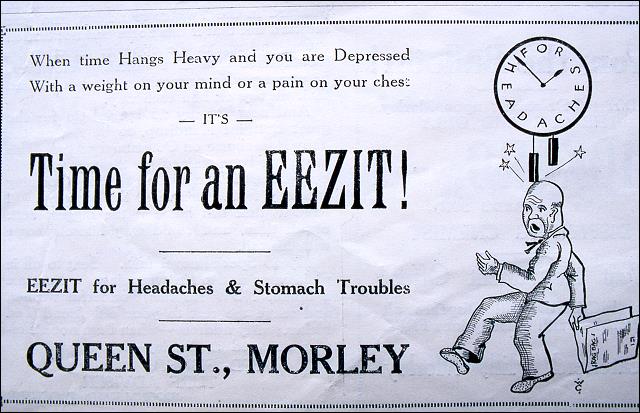 When time Hangs Heavy and you are Depressed
With a weight on your mind or a pain on your chest
— IT'S —
Time for an EEZIT!
EEZIT for Headaches & Stomach Troubles
QUEEN ST., MORLEY
FOR HEADACHES